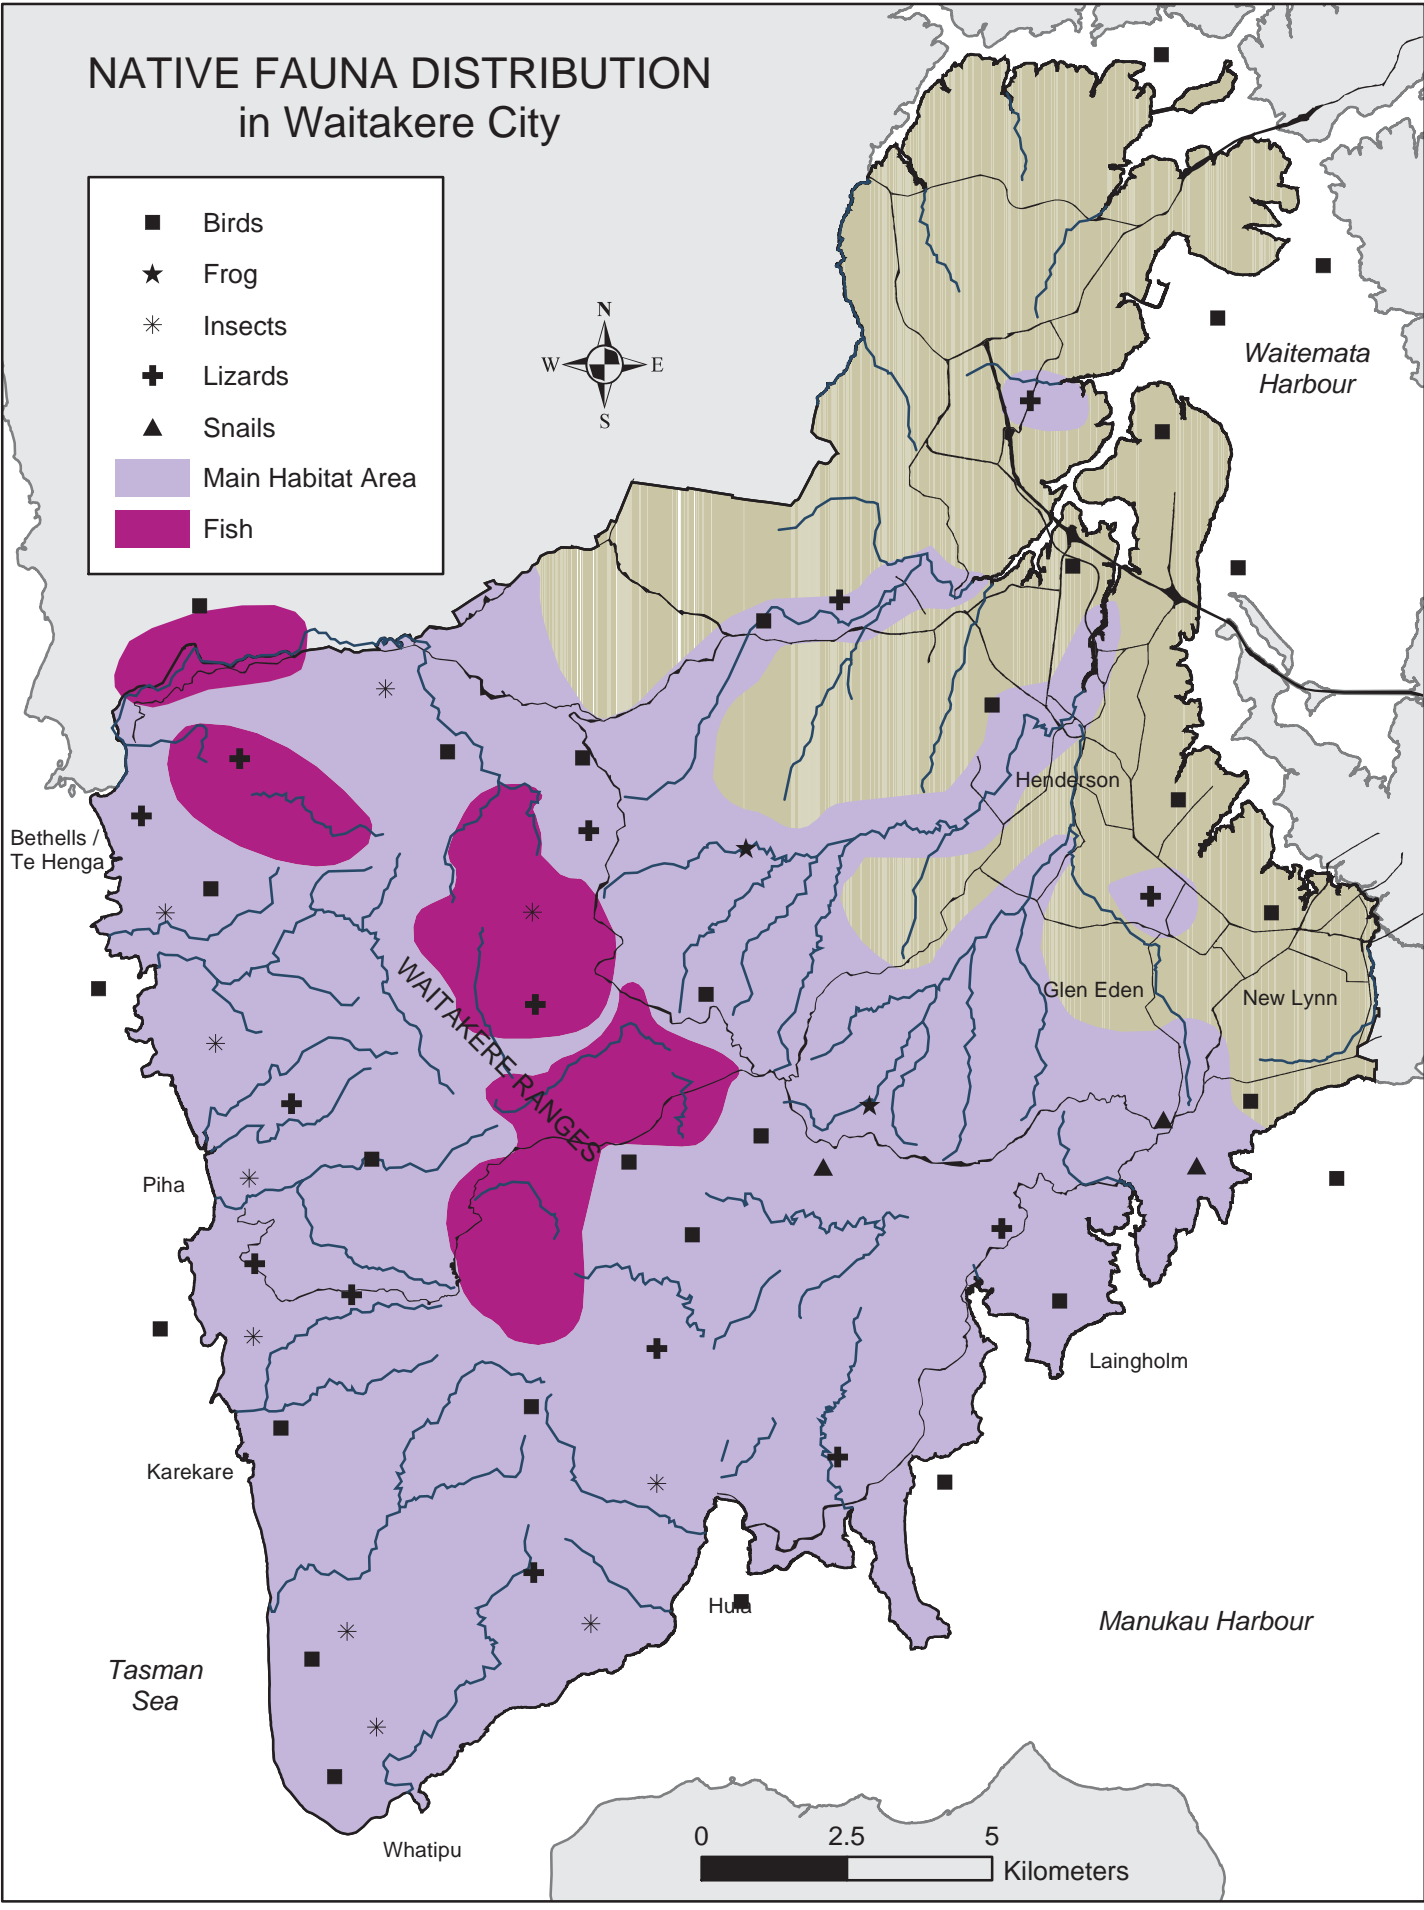 NATIVE FAUNA DISTRIBUTION
in Waitakere City
Birds
Frog
Insects
Lizards
Snails
Main Habitat Area
Fish
N
W E
S
Waitemata
Harbour
Henderson
Bethells /
Te Henga
WAITAKERE RANGES
Glen Eden
New Lynn
Piha
Laingholm
Karekare
Huia
Manukau Harbour
Tasman
Sea
Whatipu
0 2.5 5
Kilometers